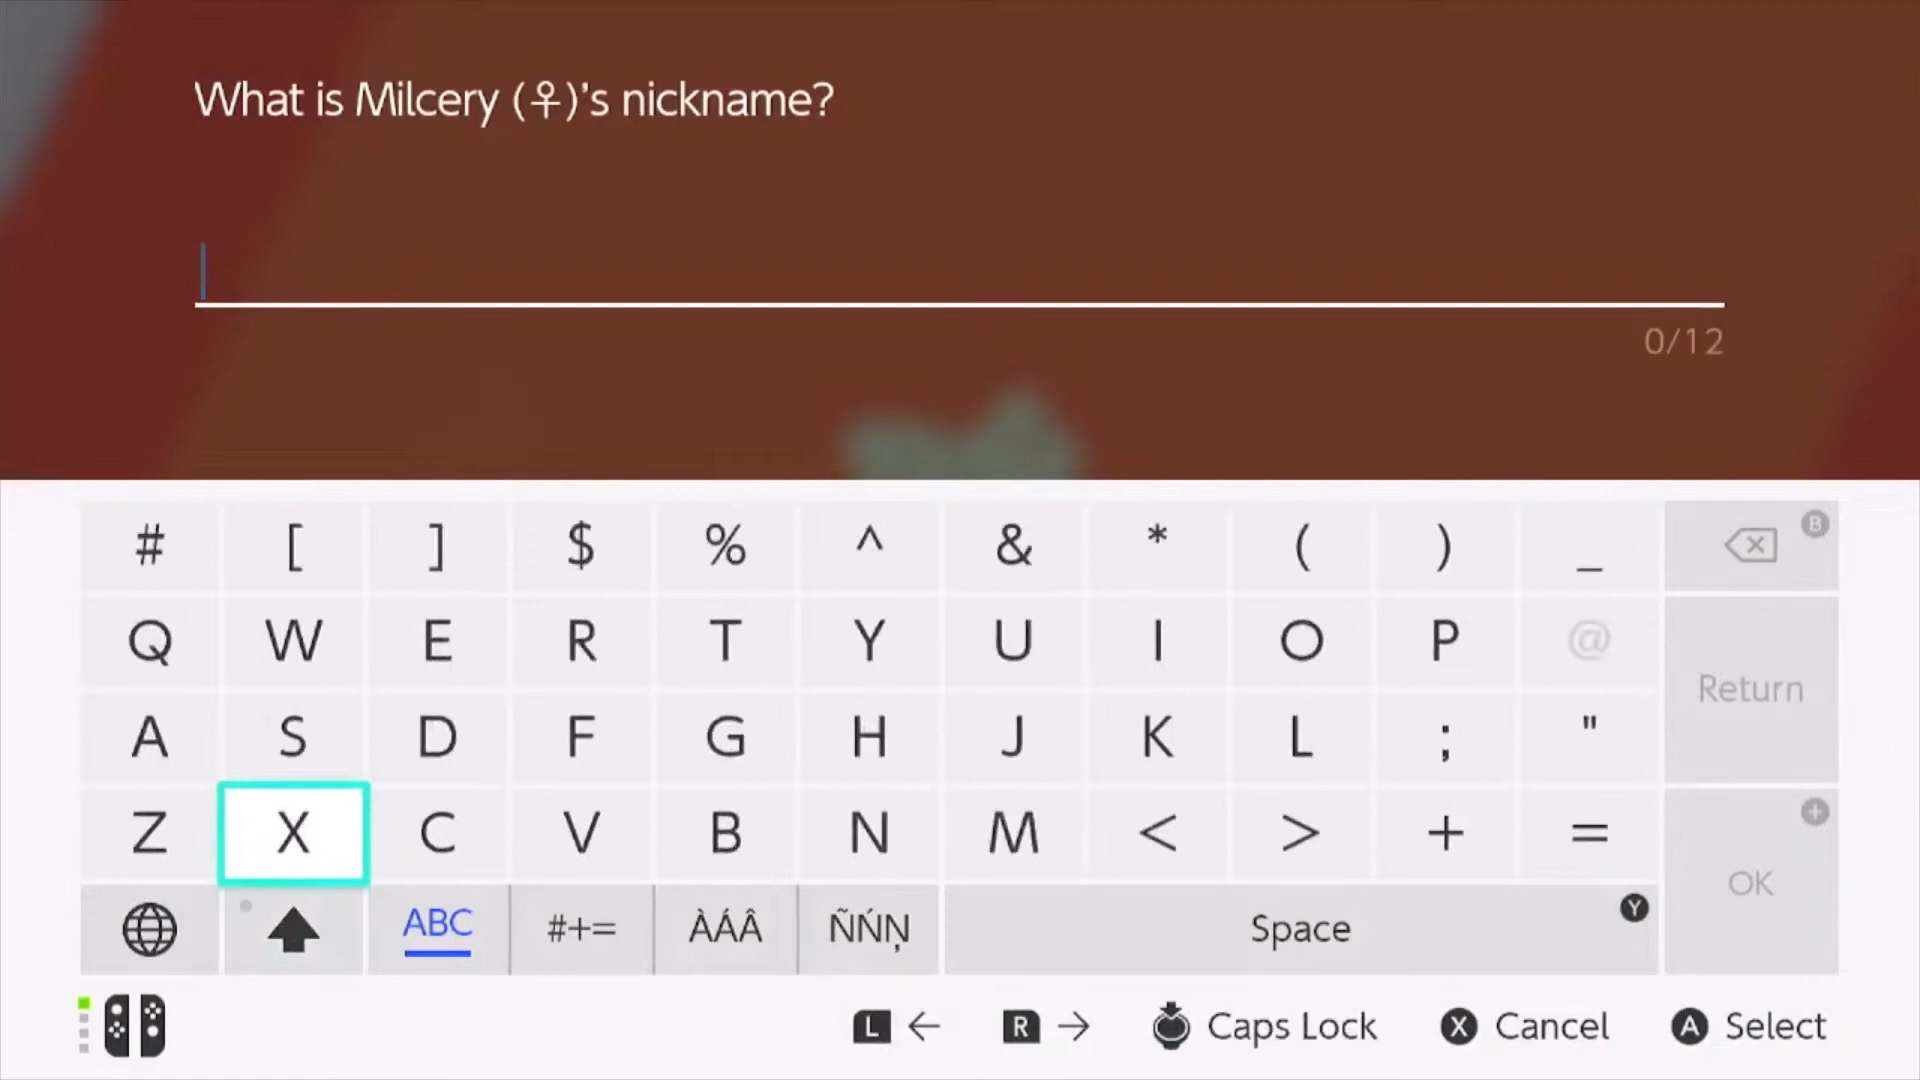 What is Milcery (♀)'s nickname?
0/12
# [ ] $ % ^ & * ( ) _ B
Q W E R T Y U I O P @
Return
A S D F G H J K L ; "
Z X C V B N M < > + = +
OK
ABC #+= ÀÁÂ ÑŃŅ Space Y
L ← R → Caps Lock X Cancel A Select